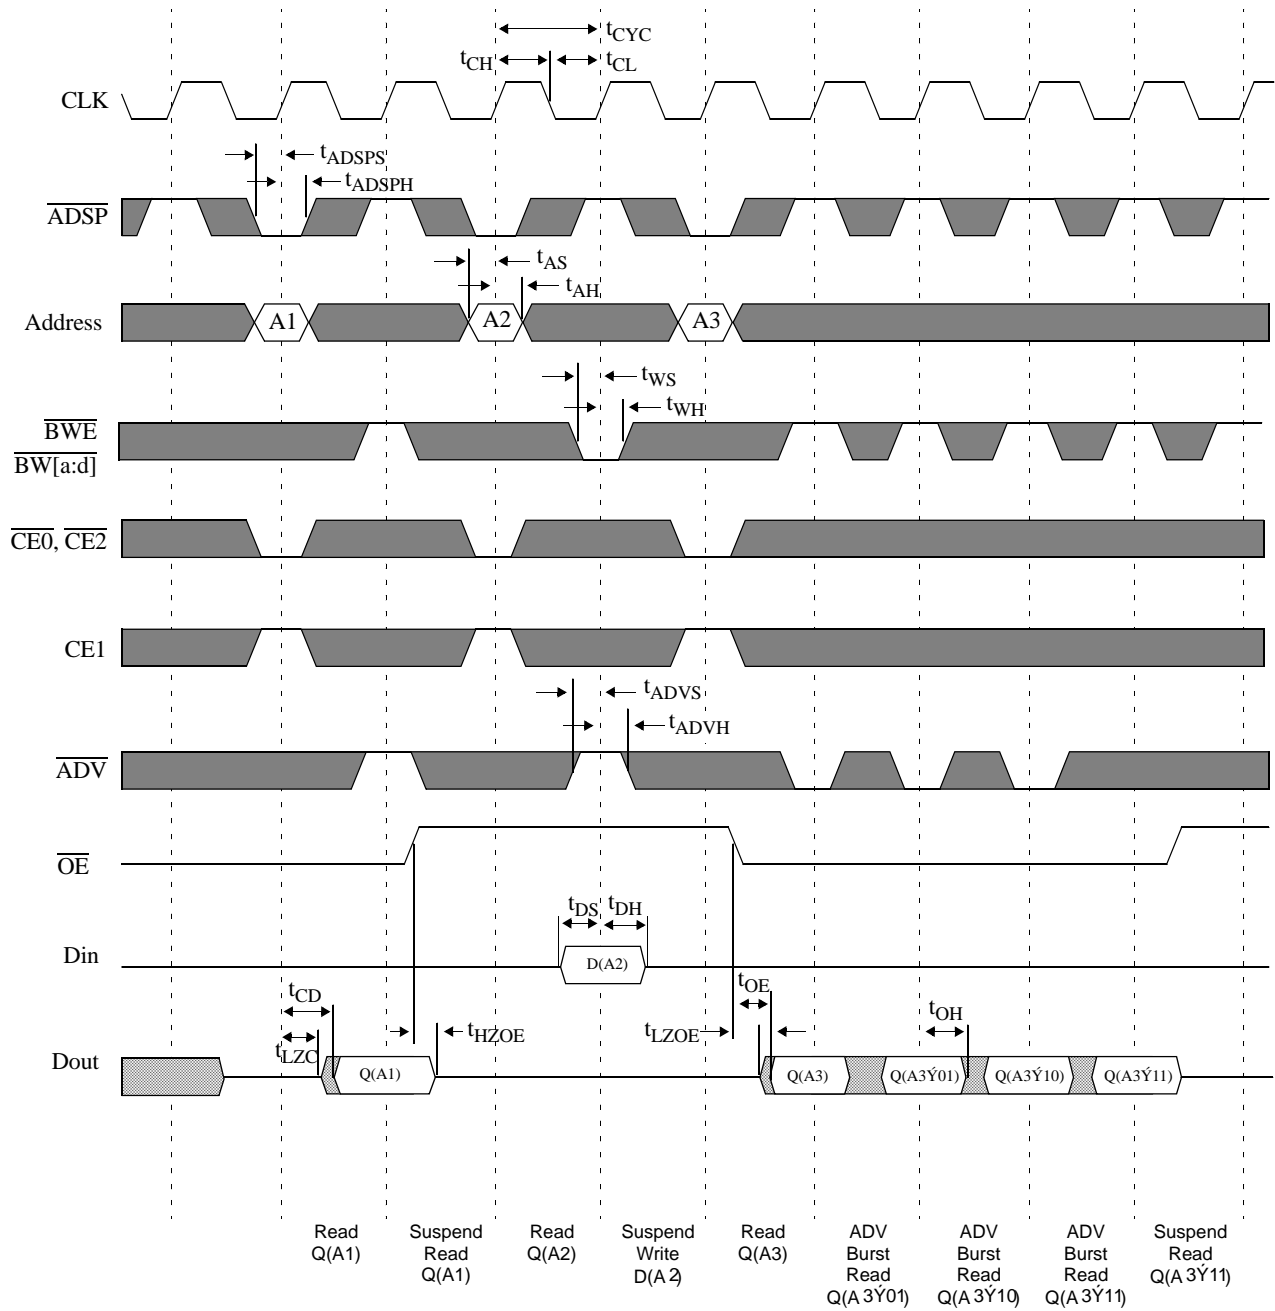 tCYC
tCH tCL
CLK
tADSPS
tADSPH
ADSP
tAS
tAH
Address A1 A2 A3
tWS
tWH
BWE
BW[a:d]
CE0, CE2
CE1
tADVS
tADVH
ADV
OE
tDS tDH
Din D(A2)
tCD tOE tOH
tLZC tHZOE tLZOE
Dout Q(A1) Q(A3) Q(A3Ý01) Q(A3Ý10) Q(A3Ý11)
Read Suspend Read Suspend Read ADV ADV ADV Suspend
Q(A1) Read Q(A2) Write Q(A3) Burst Burst Burst Read
Q(A1) D(A2) Read Read Read Q(A3Ý11)
Q(A3Ý01) Q(A3Ý10) Q(A3Ý11)